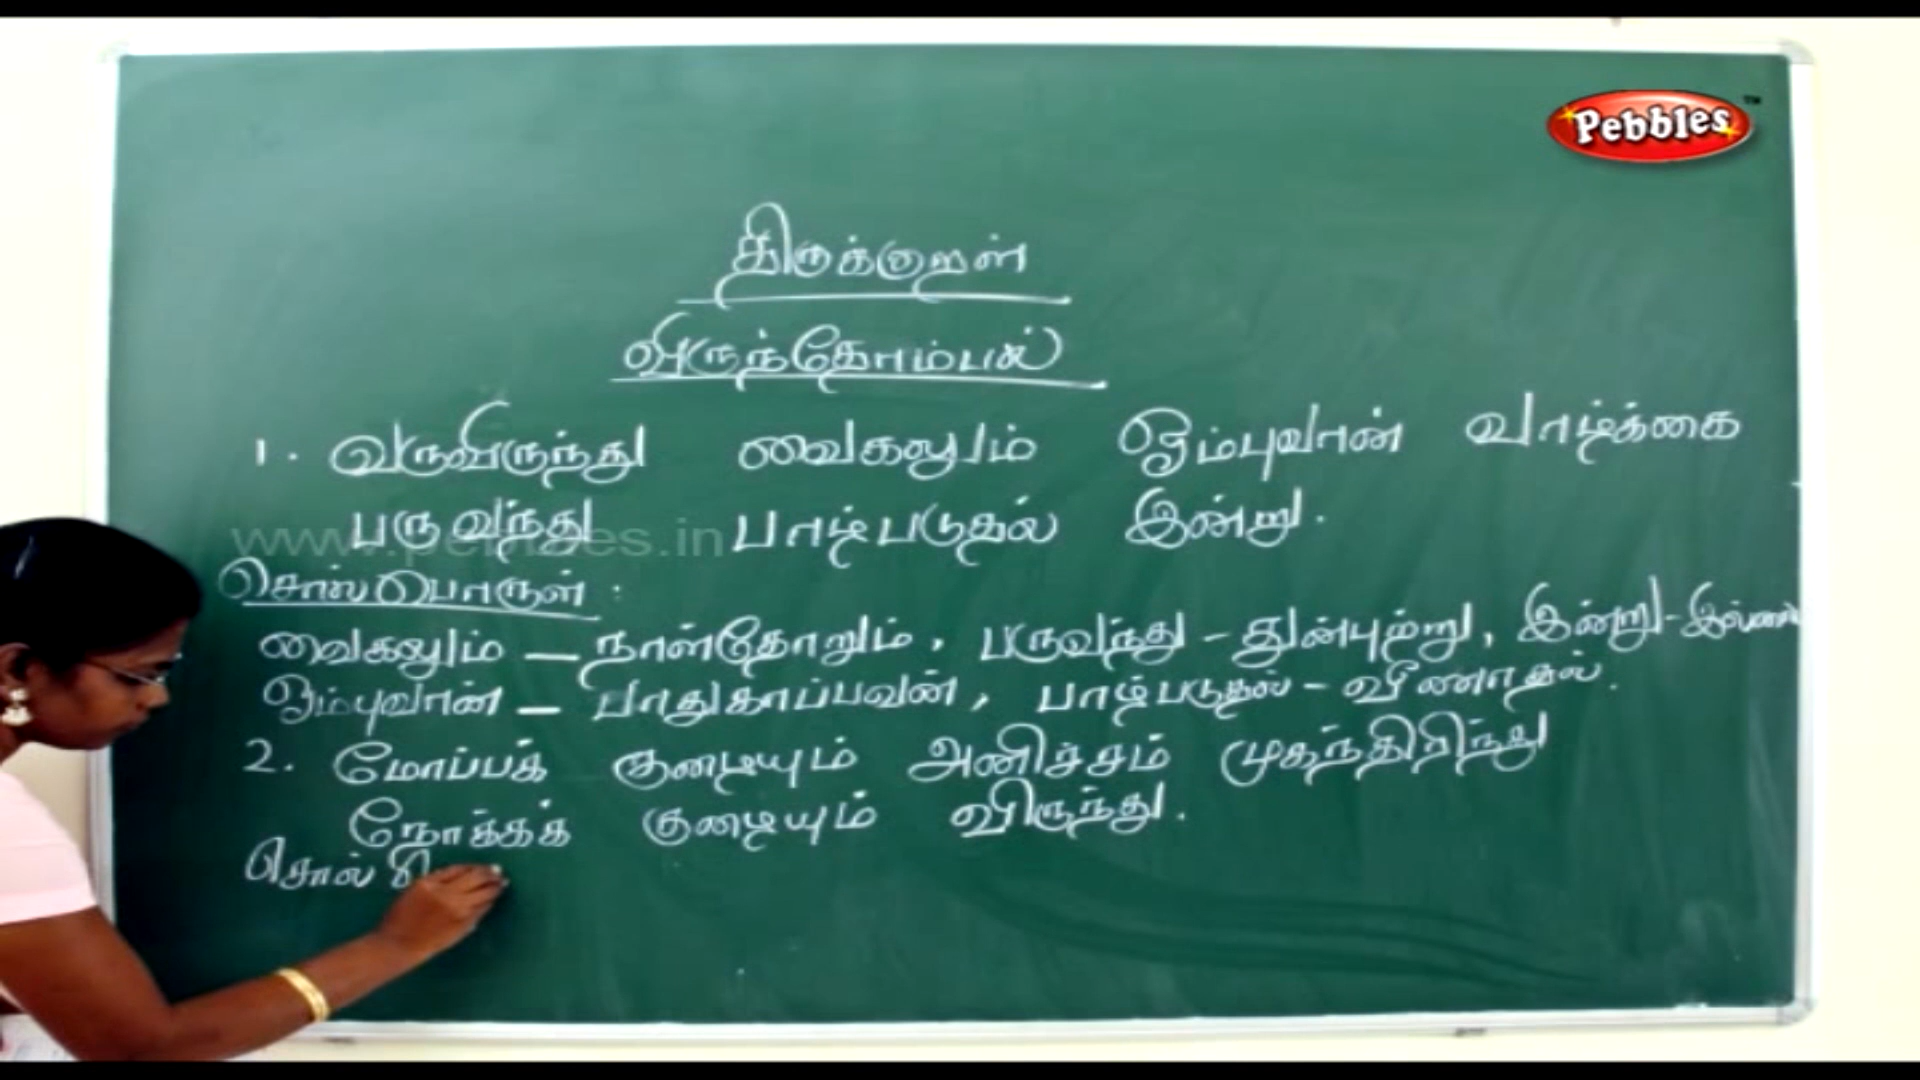 Pebbles
திருக்குறள்
விருந்தோம்பல்
1. வருவிருந்து வைகலும் ஓம்புவான் வாழ்க்கை
பருவந்து பாழ்படுதல் இன்று.
www.pebbles.in
சொல்பொருள் :
வைகலும் – நாள்தோறும், பருவந்து – துன்புற்று, இன்று - இல்லை
ஓம்புவான் – பாதுகாப்பவன், பாழ்படுதல் – வீணாதல்.
2. மோப்பக் குழையும் அனிச்சம் முகந்திரிந்து
நோக்கக் குழையும் விருந்து.
சொல்